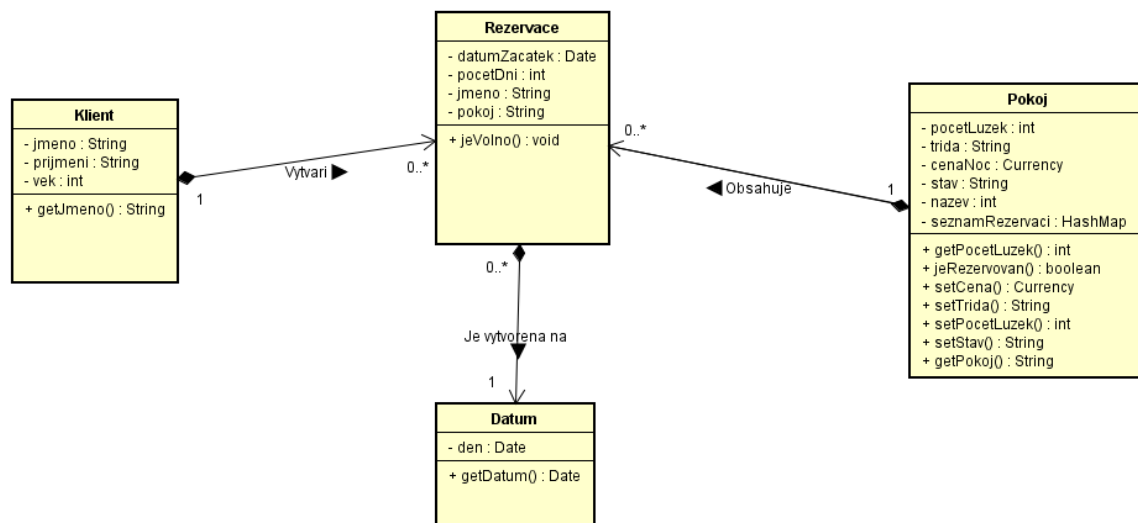 Rezervace
- datumZacatek : Date
- pocetDni : int
- jmeno : String
- pokoj : String
+ jeVolno() : void
Klient
- jmeno : String
- prijmeni : String
- vek : int
+ getJmeno() : String
1
Vytvari
0..*
0..*
Obsahuje
1
Pokoj
- pocetLuzek : int
- trida : String
- cenaNoc : Currency
- stav : String
- nazev : int
- seznamRezervaci : HashMap
+ getPocetLuzek() : int
+ jeRezervovan() : boolean
+ setCena() : Currency
+ setTrida() : String
+ setPocetLuzek() : int
+ setStav() : String
+ getPokoj() : String
0..*
Je vytvorena na
1
Datum
- den : Date
+ getDatum() : Date